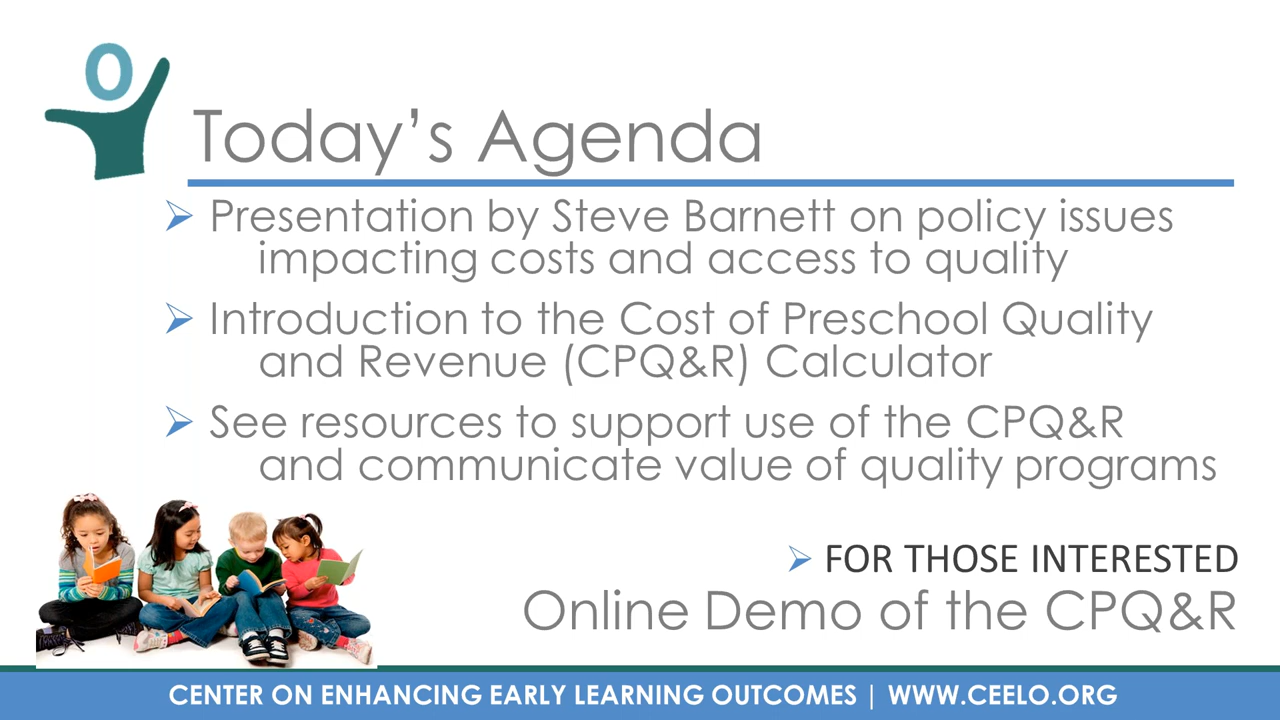 Today's Agenda
➢ Presentation by Steve Barnett on policy issues
impacting costs and access to quality
➢ Introduction to the Cost of Preschool Quality
and Revenue (CPQ&R) Calculator
➢ See resources to support use of the CPQ&R
and communicate value of quality programs
➢ FOR THOSE INTERESTED
Online Demo of the CPQ&R
CENTER ON ENHANCING EARLY LEARNING OUTCOMES | WWW.CEELO.ORG